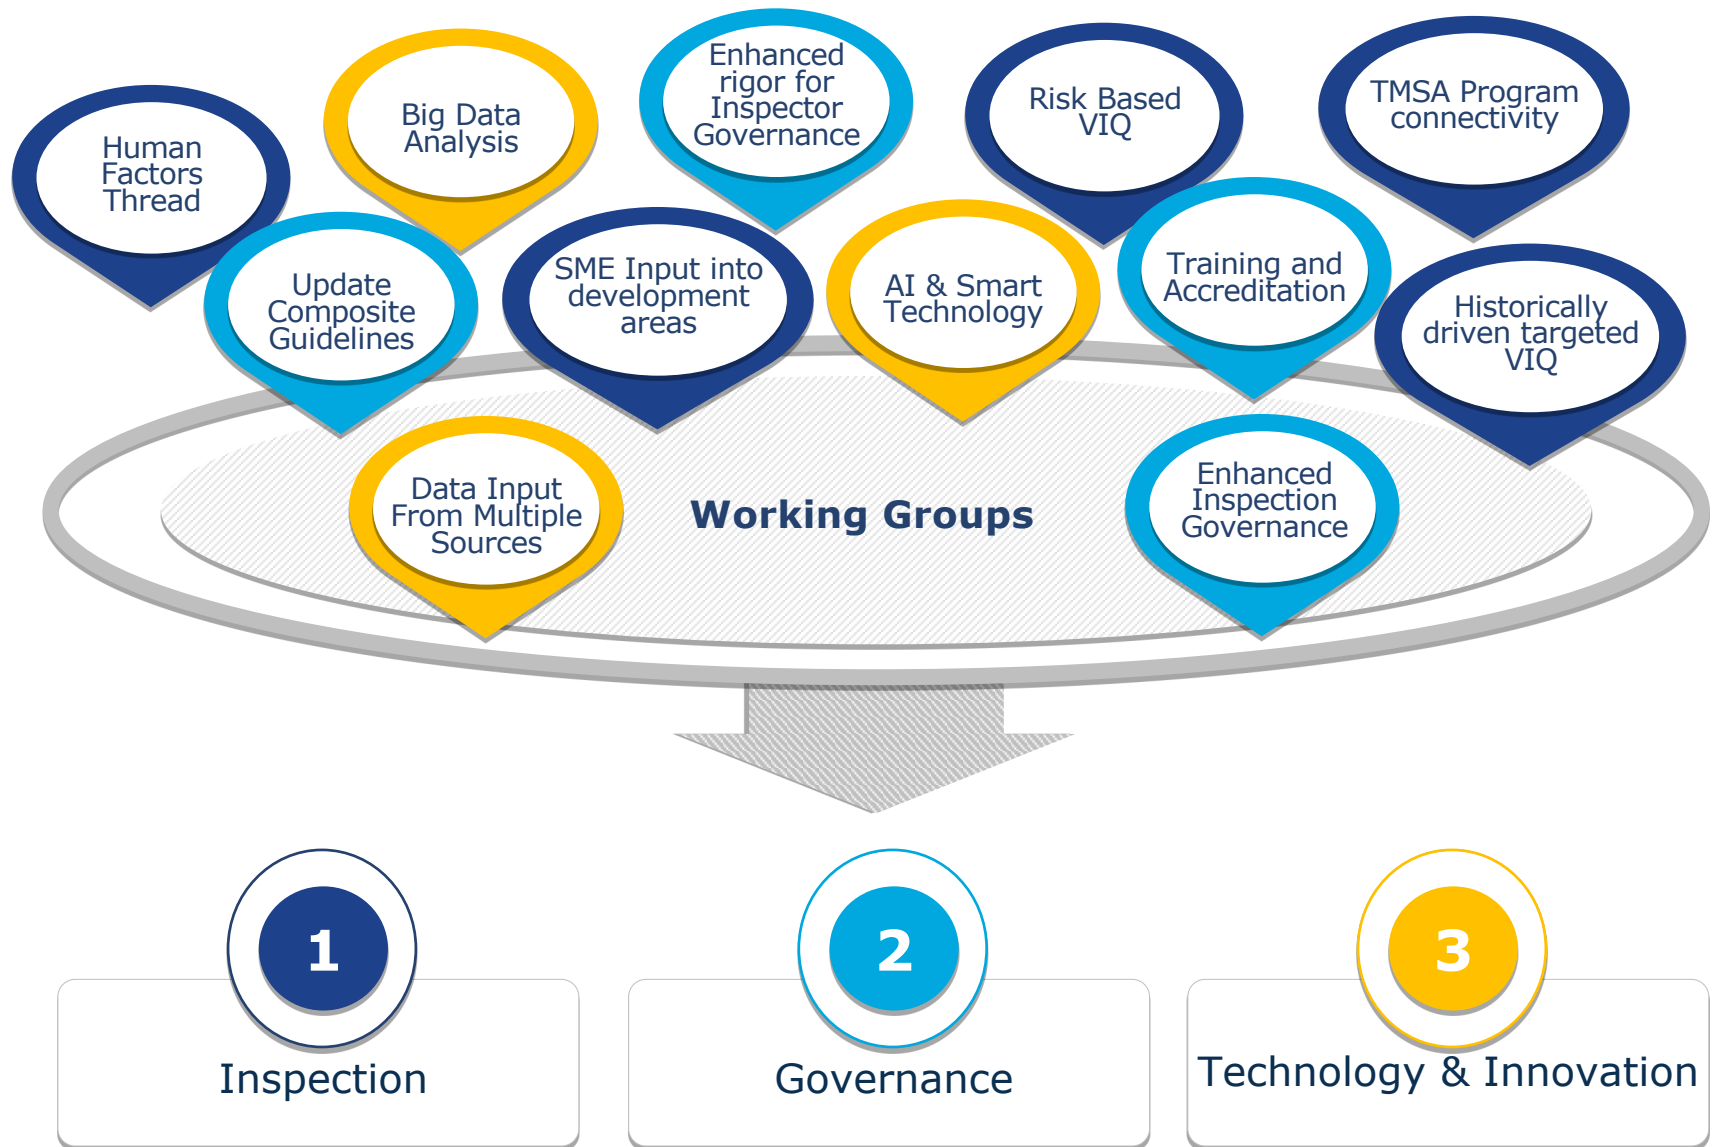 Human
Factors
Thread
Big Data
Analysis
Enhanced
rigor for
Inspector
Governance
Risk Based
VIQ
TMSA Program
connectivity
Update
Composite
Guidelines
SME Input into
development
areas
AI & Smart
Technology
Training and
Accreditation
Historically
driven targeted
VIQ
Data Input
From Multiple
Sources
Working Groups
Enhanced
Inspection
Governance
1
Inspection
2
Governance
3
Technology & Innovation